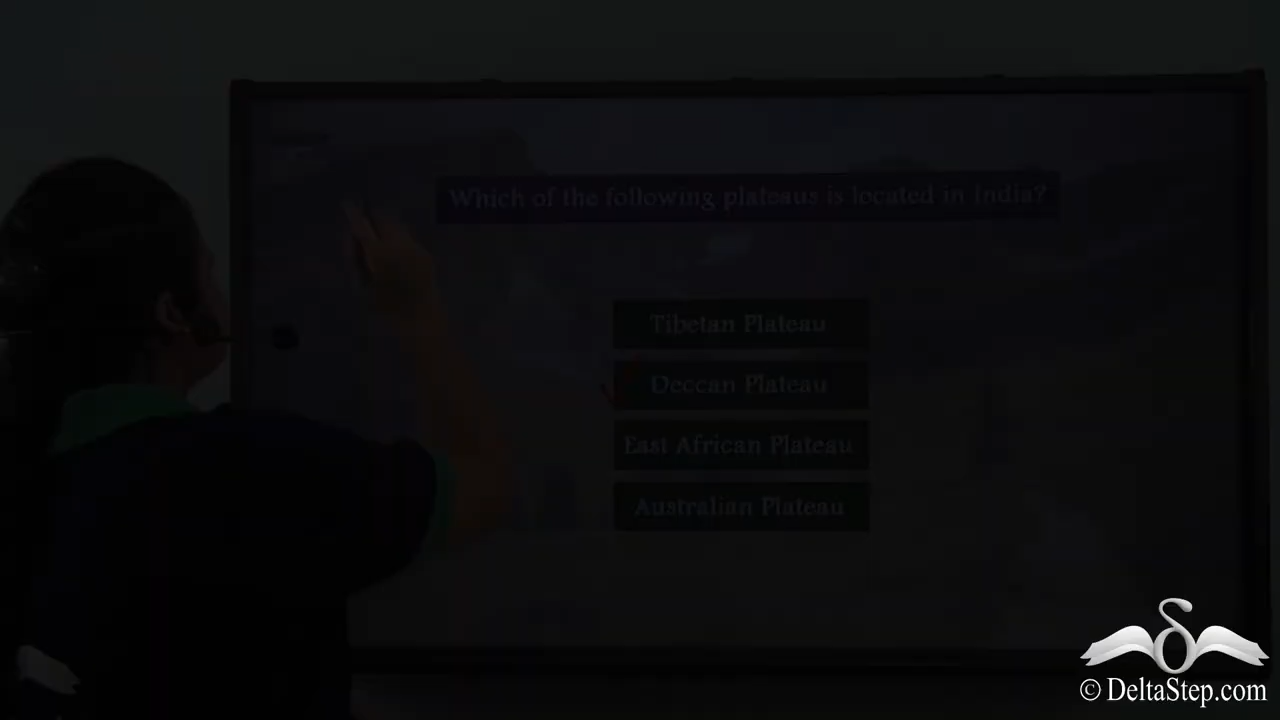 Which of the following plateaus is located in India?
Tibetan Plateau
Deccan Plateau
East African Plateau
Australian Plateau
© DeltaStep.com